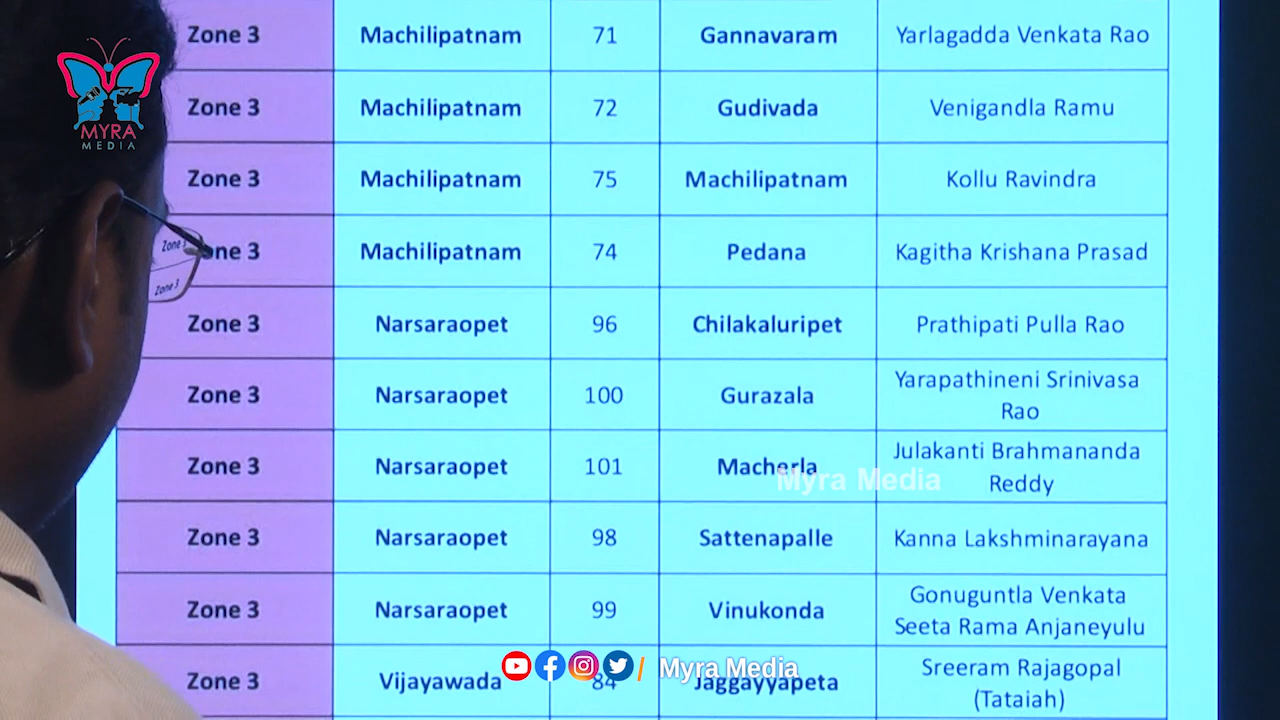 Zone 3 Machilipatnam 71 Gannavaram Yarlagadda Venkata Rao
MYRA
MEDIA
Zone 3 Machilipatnam 72 Gudivada Venigandla Ramu
Zone 3 Machilipatnam 75 Machilipatnam Kollu Ravindra
Zone 3
one 3 Machilipatnam 74 Pedana Kagitha Krishana Prasad
Zone 3
Zone 3 Narsaraopet 96 Chilakaluripet Prathipati Pulla Rao
Zone 3 Narsaraopet 100 Gurazala Yarapathineni Srinivasa
Rao
Zone 3 Narsaraopet 101 Macherla Julakanti Brahmananda
Reddy
Myra Media
Zone 3 Narsaraopet 98 Sattenapalle Kanna Lakshminarayana
Zone 3 Narsaraopet 99 Vinukonda Gonuguntla Venkata
Seeta Rama Anjaneyulu
Zone 3 Vijayawada 84 Jaggayyapeta Sreeram Rajagopal
(Tataiah)
/ Myra Media